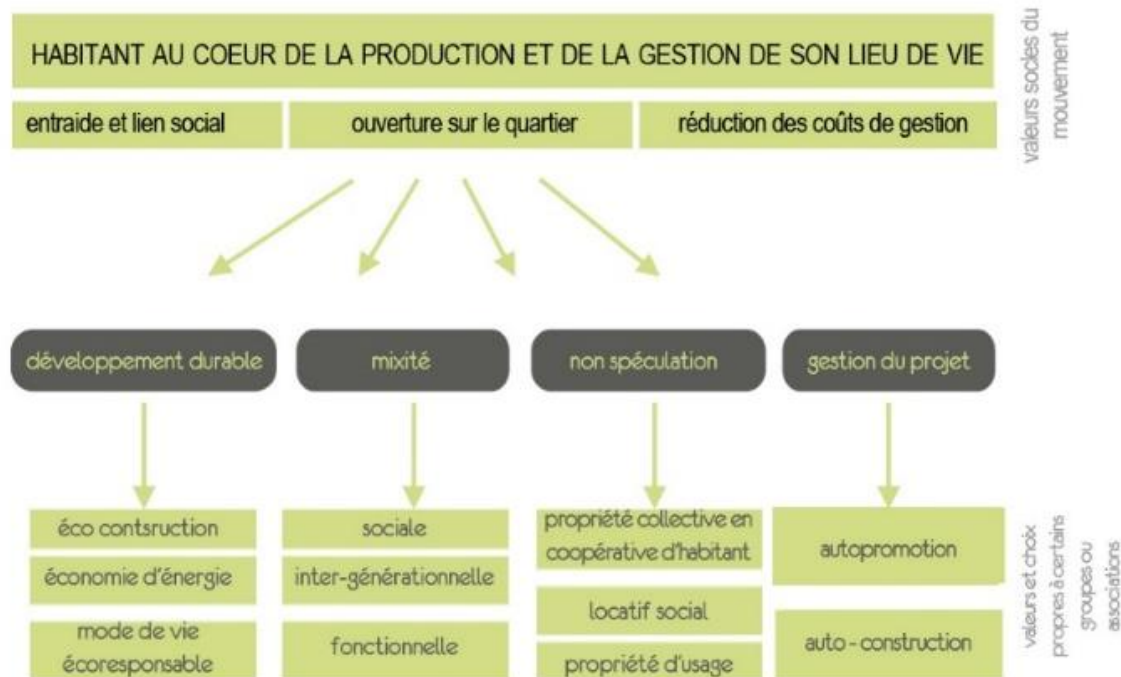 HABITANT AU COEUR DE LA PRODUCTION ET DE LA GESTION DE SON LIEU DE VIE
entraide et lien social
ouverture sur le quartier
réduction des coûts de gestion
valeurs socles du
mouvement
développement durable
mixité
non spéculation
gestion du projet
éco contsruction
économie d'énergie
mode de vie
écoresponsable
sociale
inter-générationnelle
fonctionnelle
propriété collective en
coopérative d'habitant
locatif social
propriété d'usage
autopromotion
auto - construction
valeurs et choix
propres à certains
groupes ou
associations